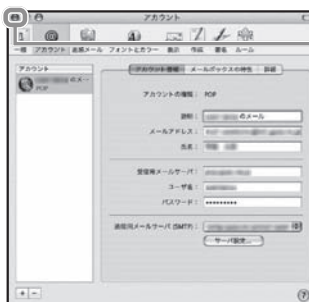 アカウント
一般 アカウント 迷惑メール フォントとカラー 表示 作成 署名 ルール
アカウント
のメー
POP
アカウント情報 メールボックスの特性 詳細
アカウントの種類： POP
説明： のメール
メールアドレス：
氏名：
受信用メールサーバ：
ユーザ名：
パスワード： •••••••••
送信用メールサーバ (SMTP)：
サーバ設定...
+ −
?